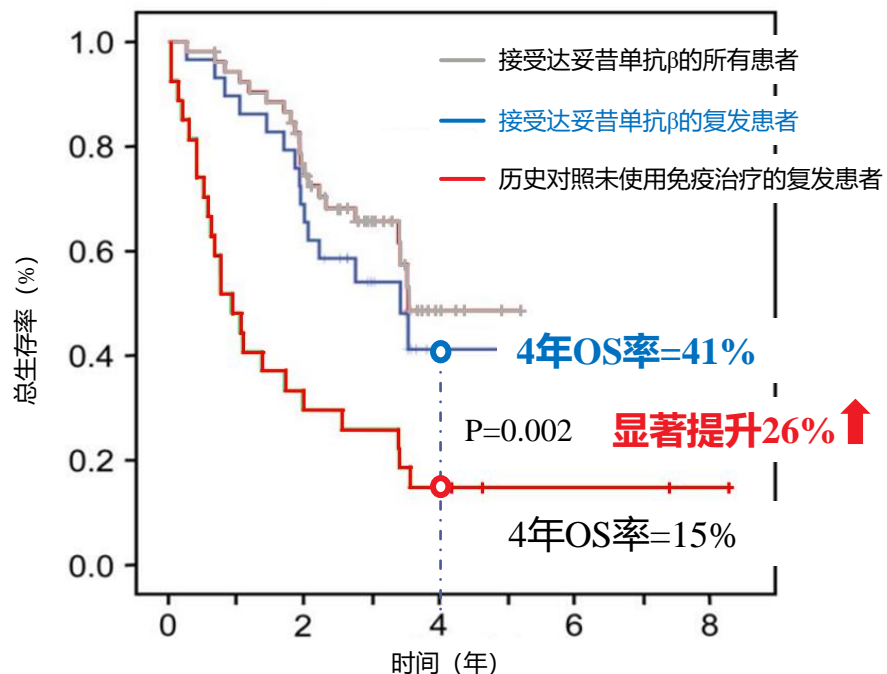 接受达妥昔单抗β的所有患者
接受达妥昔单抗β的复发患者
历史对照未使用免疫治疗的复发患者
总生存率（%）
1.0
0.8
0.6
0.4
0.2
0.0
4年OS率=41%
P=0.002 显著提升26%
4年OS率=15%
0 2 4 6 8
时间（年）